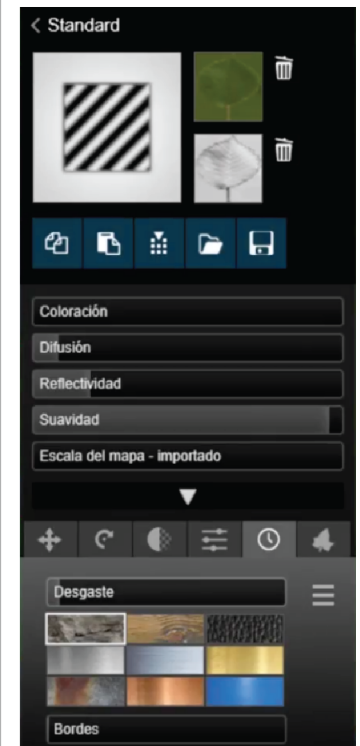 Standard
Coloración
Difusión
Reflectividad
Suavidad
Escala del mapa - importado
Desgaste
Bordes